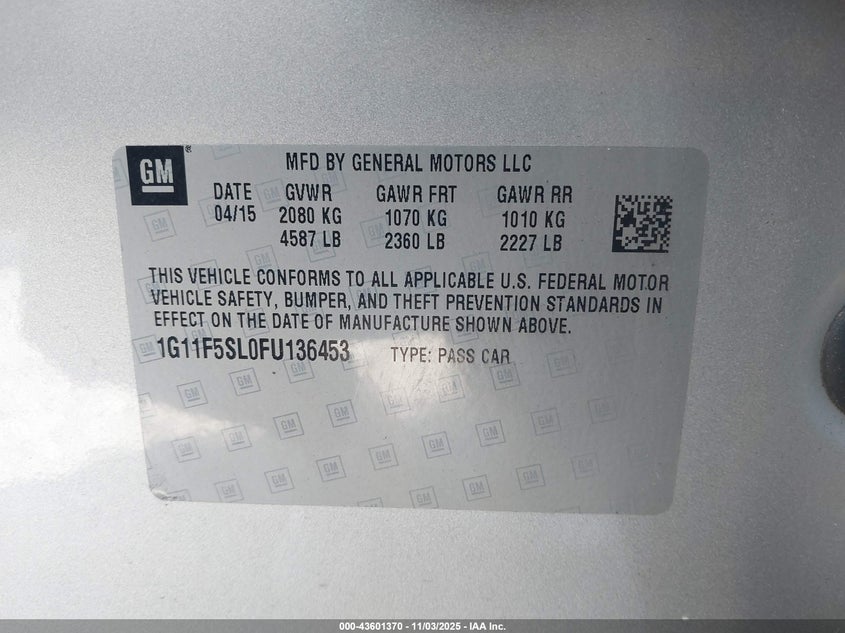 GM
MFD BY GENERAL MOTORS LLC
DATE GVWR GAWR FRT GAWR RR
04/15 2080 KG 1070 KG 1010 KG
4587 LB 2360 LB 2227 LB
THIS VEHICLE CONFORMS TO ALL APPLICABLE U.S. FEDERAL MOTOR
VEHICLE SAFETY, BUMPER, AND THEFT PREVENTION STANDARDS IN
EFFECT ON THE DATE OF MANUFACTURE SHOWN ABOVE.
1G11F5SL0FU136453 TYPE: PASS CAR
000-43601370 - 11/03/2025 - IAA Inc.